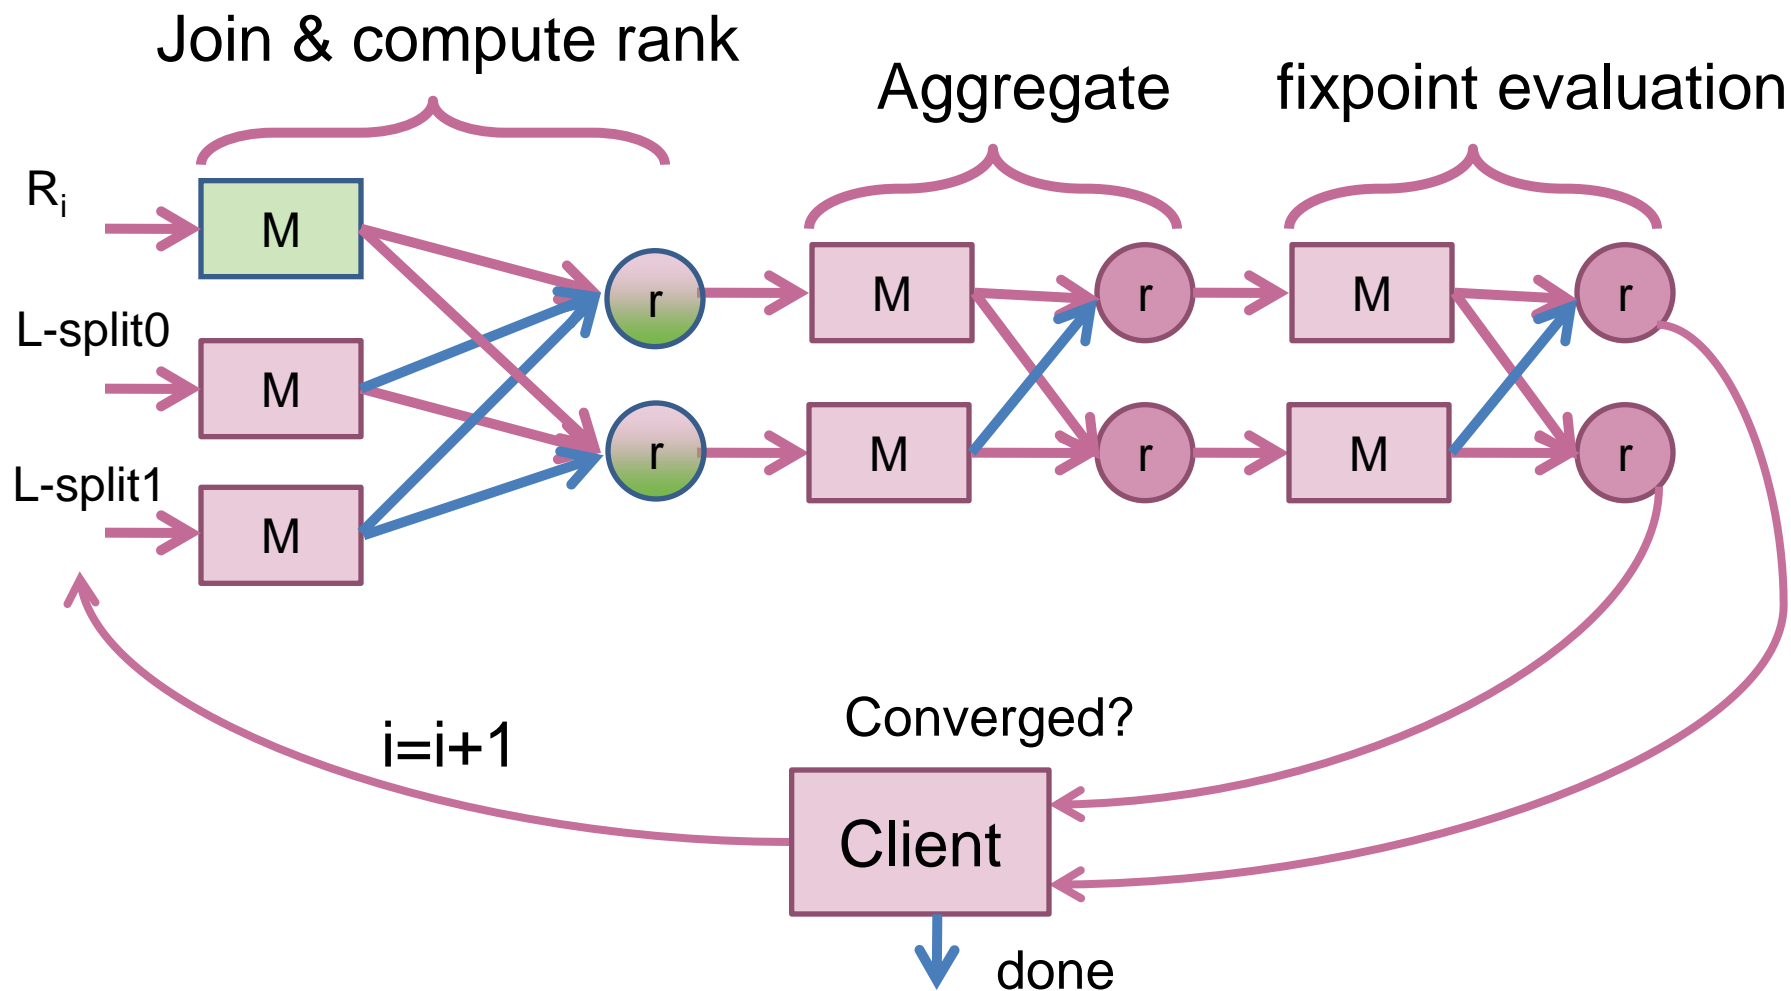 Join & compute rank
Aggregate
fixpoint evaluation
Ri
M
L-split0
M
L-split1
M
r
r
M
M
r
r
M
M
r
r
i=i+1
Converged?
Client
done